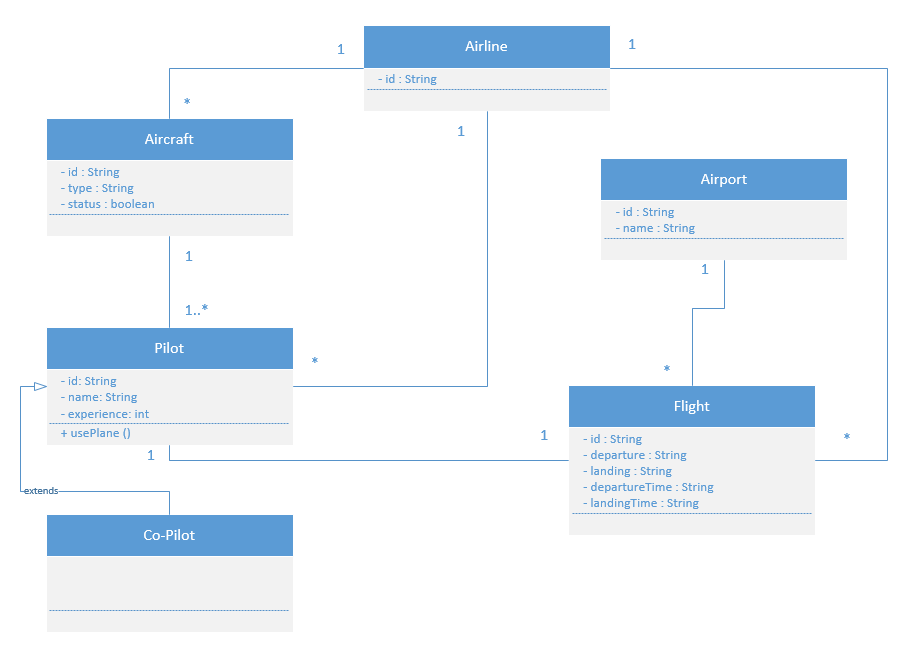 Airline
- id : String
1
1
*
1
Aircraft
- id : String
- type : String
- status : boolean
1
1..*
Airport
- id : String
- name : String
1
*
Pilot
- id: String
- name: String
- experience: int
+ usePlane ()
*
1
1
extends
Flight
- id : String
- departure : String
- landing : String
- departureTime : String
- landingTime : String
*
Co-Pilot